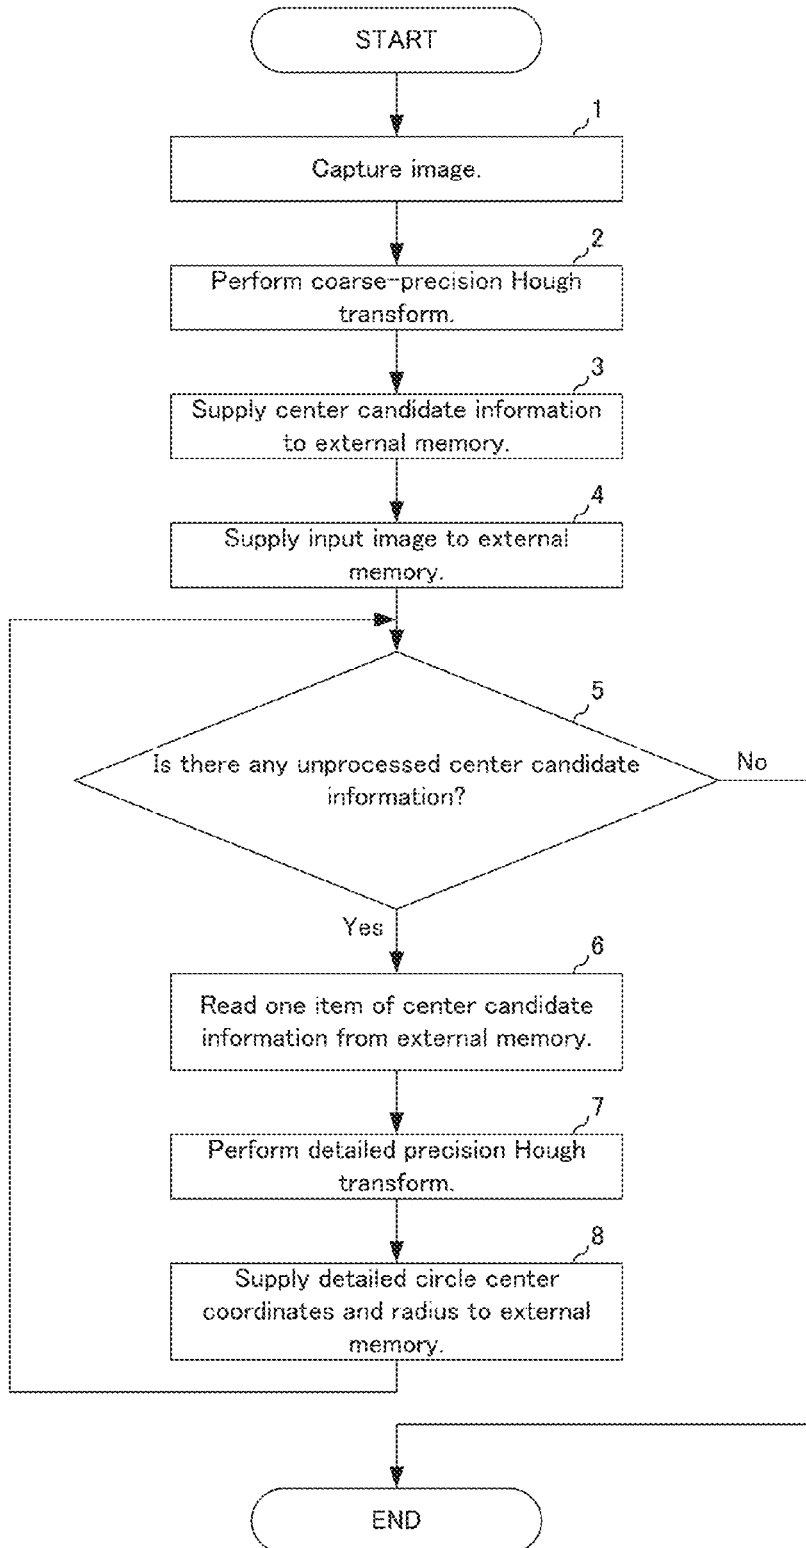 START
1
Capture image.
2
Perform coarse-precision Hough
transform.
3
Supply center candidate information
to external memory.
4
Supply input image to external
memory.
5
Is there any unprocessed center candidate
information?
No
Yes
6
Read one item of center candidate
information from external memory.
7
Perform detailed precision Hough
transform.
8
Supply detailed circle center
coordinates and radius to external
memory.
END